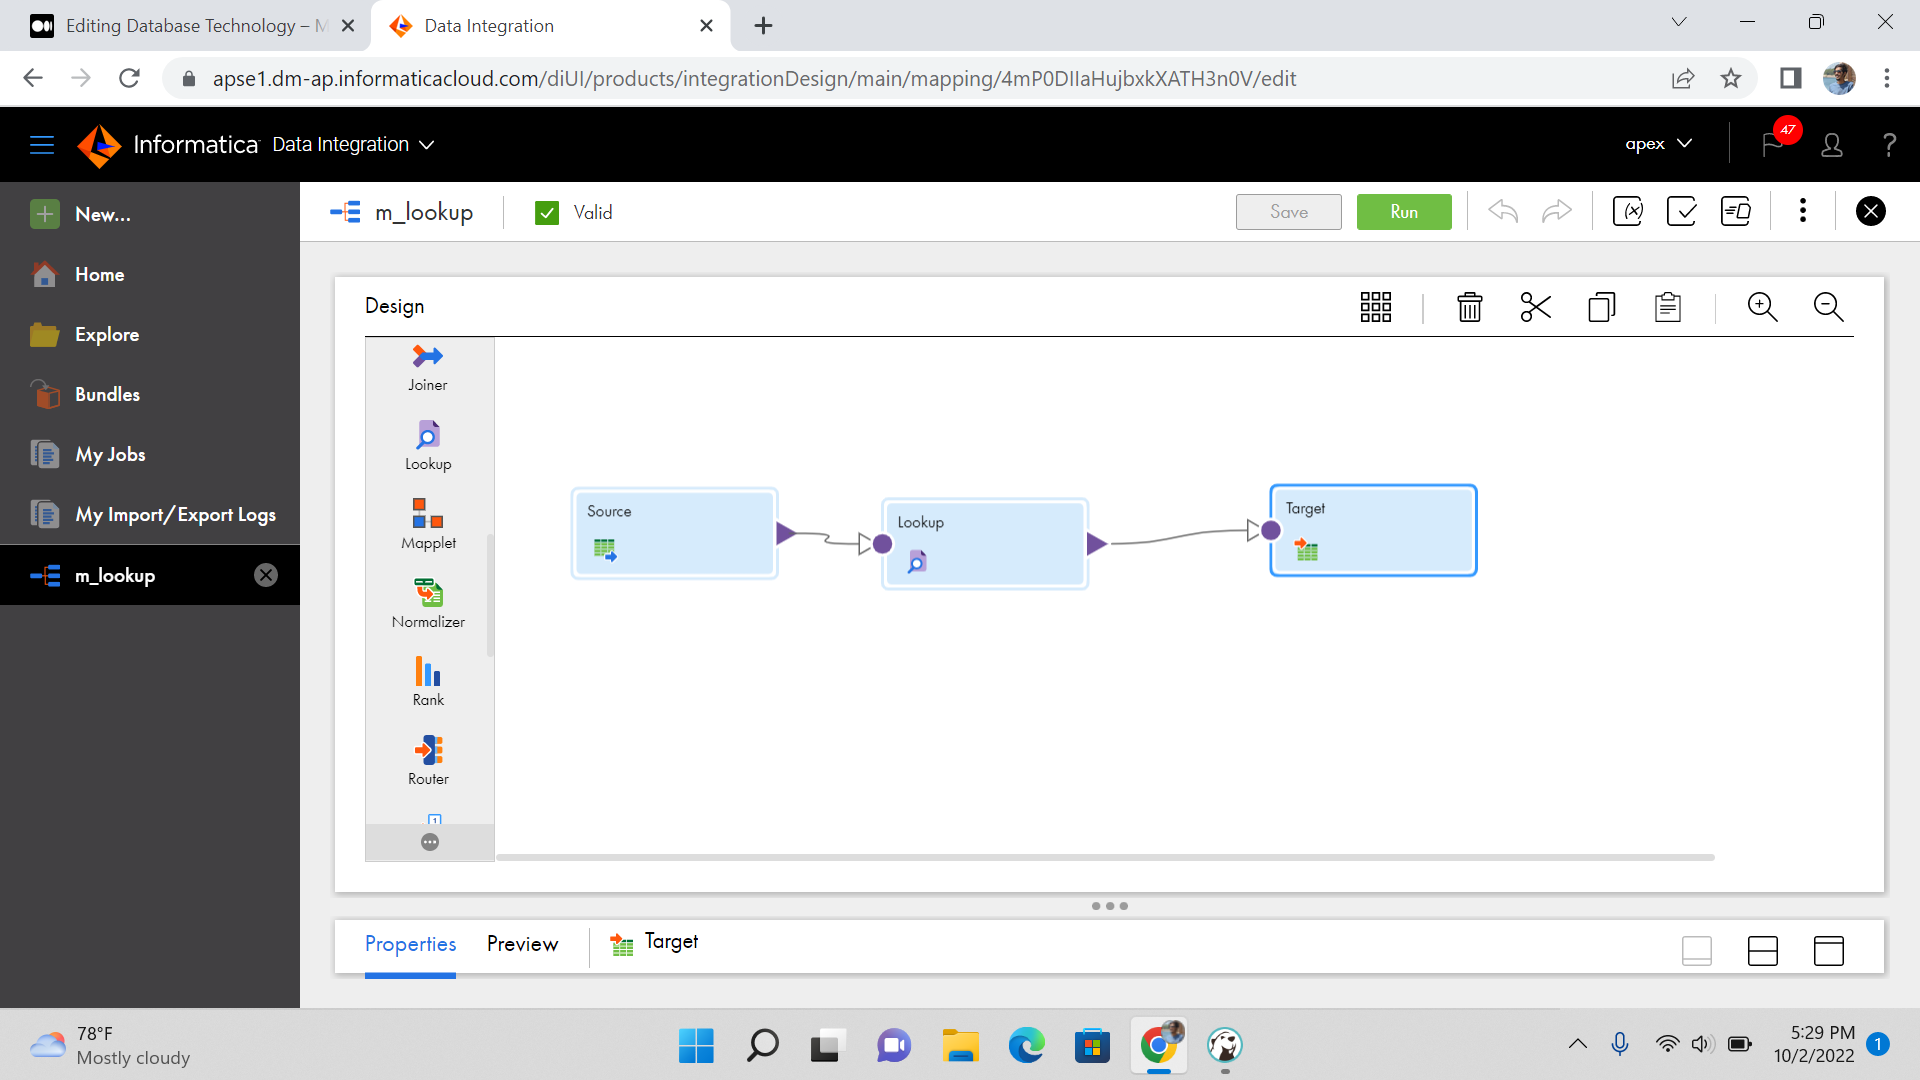 Editing Database Technology – M
Data Integration
apse1.dm-ap.informaticacloud.com/diUI/products/integrationDesign/main/mapping/4mP0DIIaHujbxkXATH3n0V/edit
Informatica Data Integration
apex
47
?
New...
Home
Explore
Bundles
My Jobs
My Import/Export Logs
m_lookup
m_lookup
Valid
Save
Run
Design
Joiner
Lookup
Mapplet
Normalizer
Rank
Router
1
Source
Lookup
Target
Properties
Preview
Target
78°F
Mostly cloudy
5:29 PM
10/2/2022
1